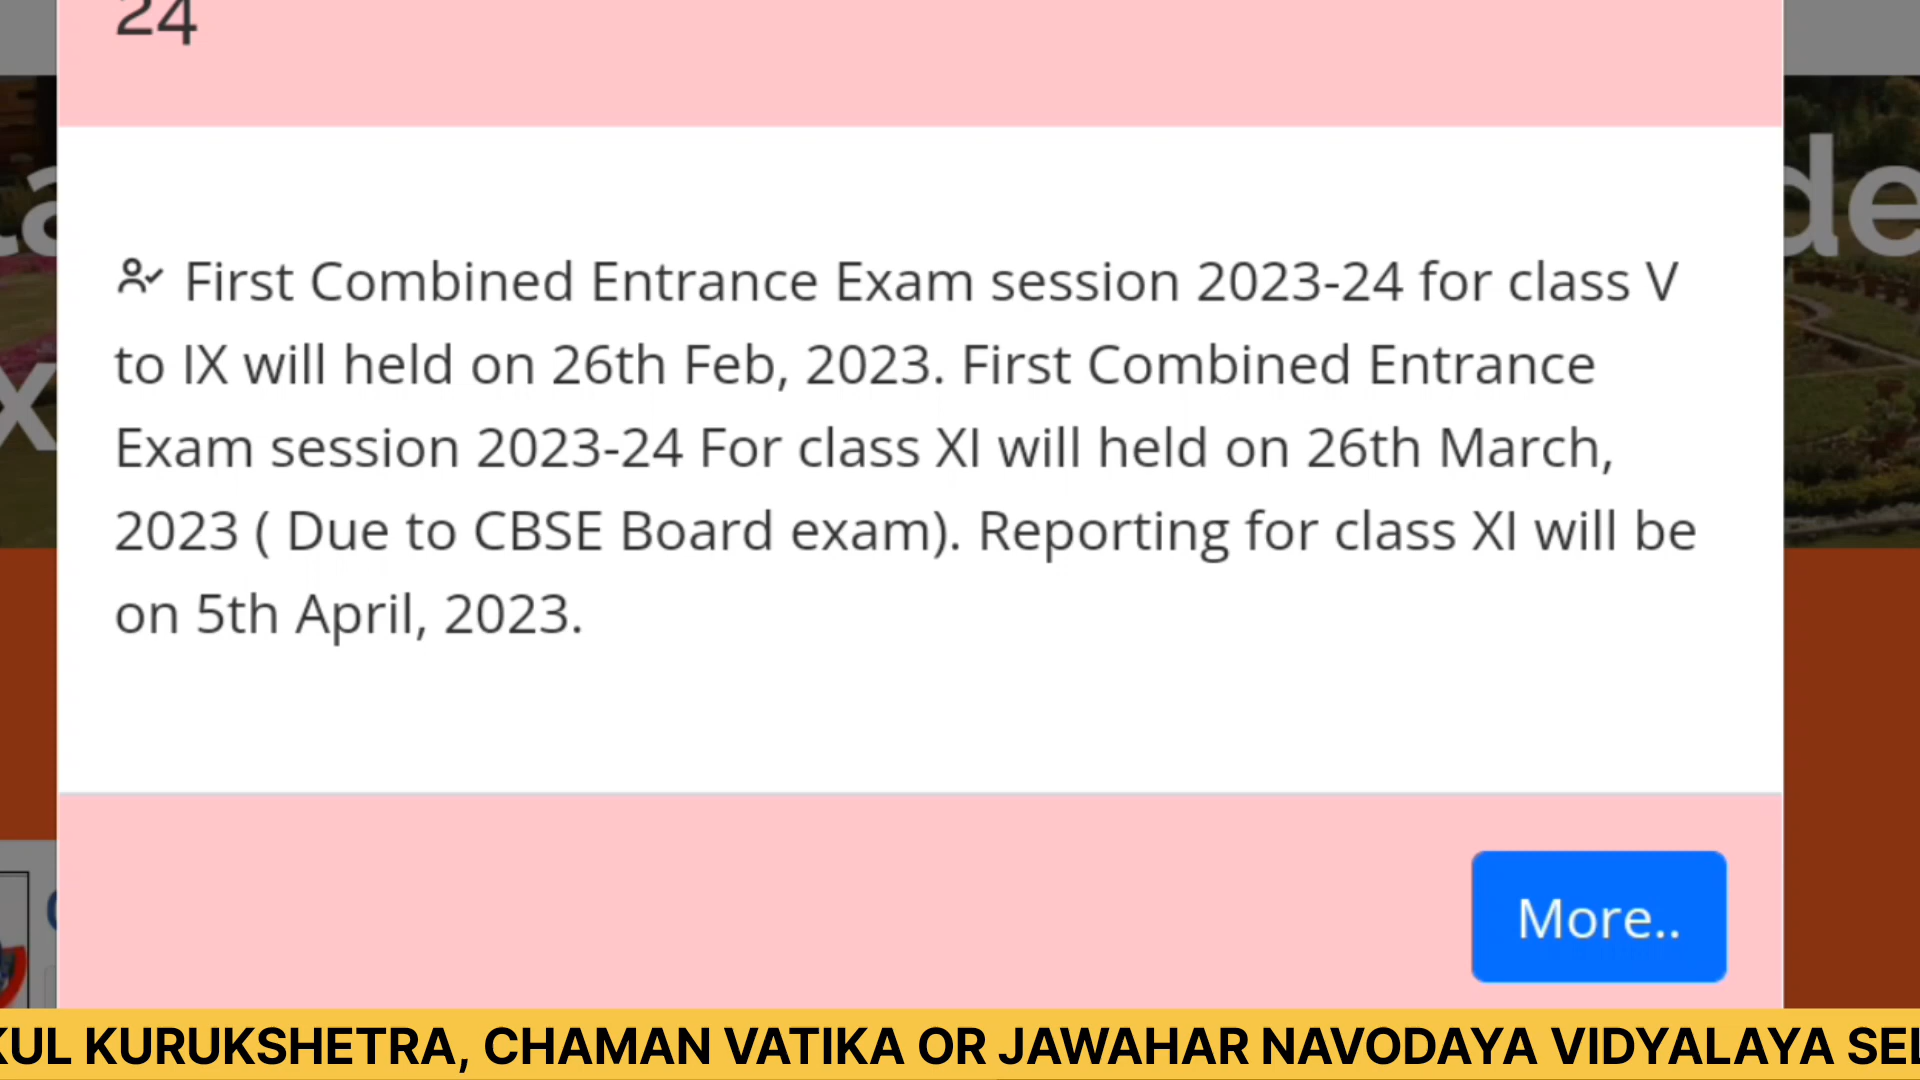 24
First Combined Entrance Exam session 2023-24 for class V
to IX will held on 26th Feb, 2023. First Combined Entrance
Exam session 2023-24 For class XI will held on 26th March,
2023 ( Due to CBSE Board exam). Reporting for class XI will be
on 5th April, 2023.
More..
KUL KURUKSHETRA, CHAMAN VATIKA OR JAWAHAR NAVODAYA VIDYALAYA SEL